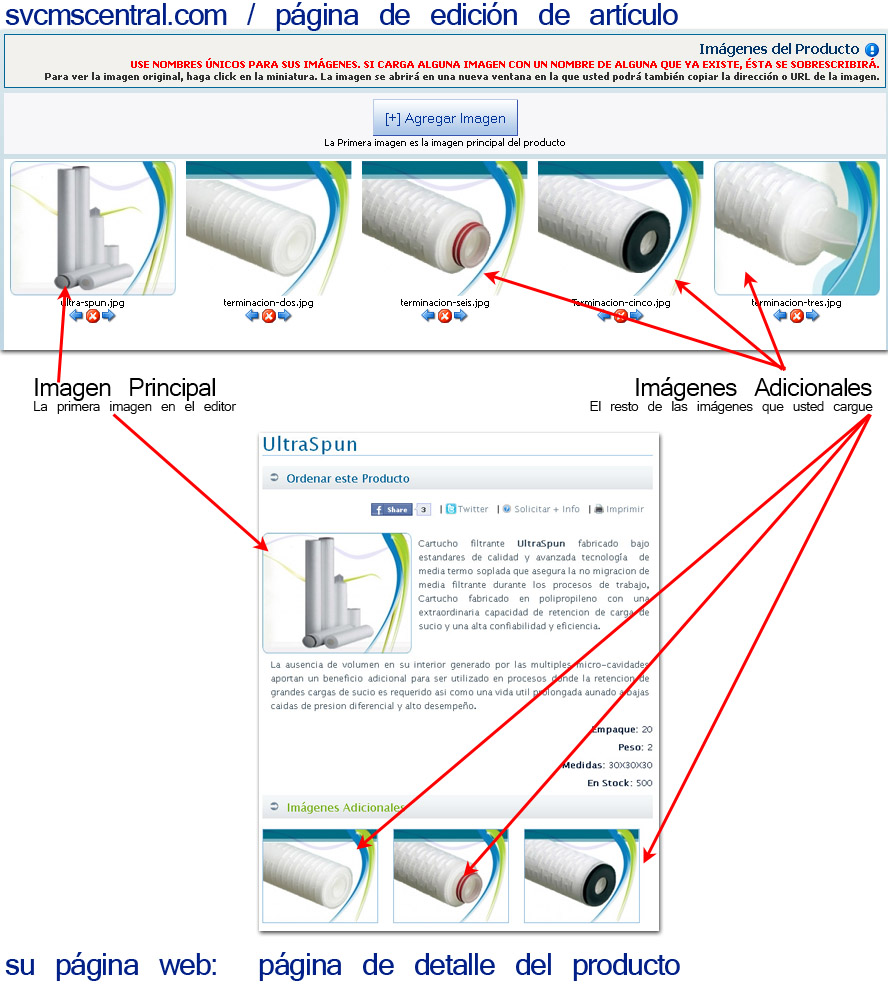 svcmscentral.com / página de edición de artículo
Imágenes del Producto
USE NOMBRES ÚNICOS PARA SUS IMÁGENES. SI CARGA ALGUNA IMAGEN CON UN NOMBRE DE ALGUNA QUE YA EXISTE, ÉSTA SE SOBRESCRIBIRÁ.
Para ver la imagen original, haga click en la miniatura. La imagen se abrirá en una nueva ventana en la que usted podrá también copiar la dirección o URL de la imagen.
[+] Agregar Imagen
La Primera imagen es la imagen principal del producto
ultra-spun.jpg terminacion-dos.jpg terminacion-seis.jpg Terminacion-cinco.jpg terminacion-tres.jpg
Imagen Principal
La primera imagen en el editor
Imágenes Adicionales
El resto de las imágenes que usted cargue
UltraSpun
Ordenar este Producto
f Share 3 | Twitter | Solicitar + Info | Imprimir
Cartucho filtrante UltraSpun fabricado bajo
estandares de calidad y avanzada tecnología de
media termo soplada que asegura la no migracion de
media filtrante durante los procesos de trabajo,
Cartucho fabricado en polipropileno con una
extraordinaria capacidad de retencion de carga de
sucio y una alta confiabilidad y eficiencia.
La ausencia de volumen en su interior generado por las multiples micro-cavidades
aportan un beneficio adicional para ser utilizado en procesos donde la retencion de
grandes cargas de sucio es requerido asi como una vida util prolongada aunado a bajas
caidas de presion diferencial y alto desempeño.
Empaque: 20
Peso: 2
Medidas: 30X30X30
En Stock: 500
Imágenes Adicionales
su página web: página de detalle del producto